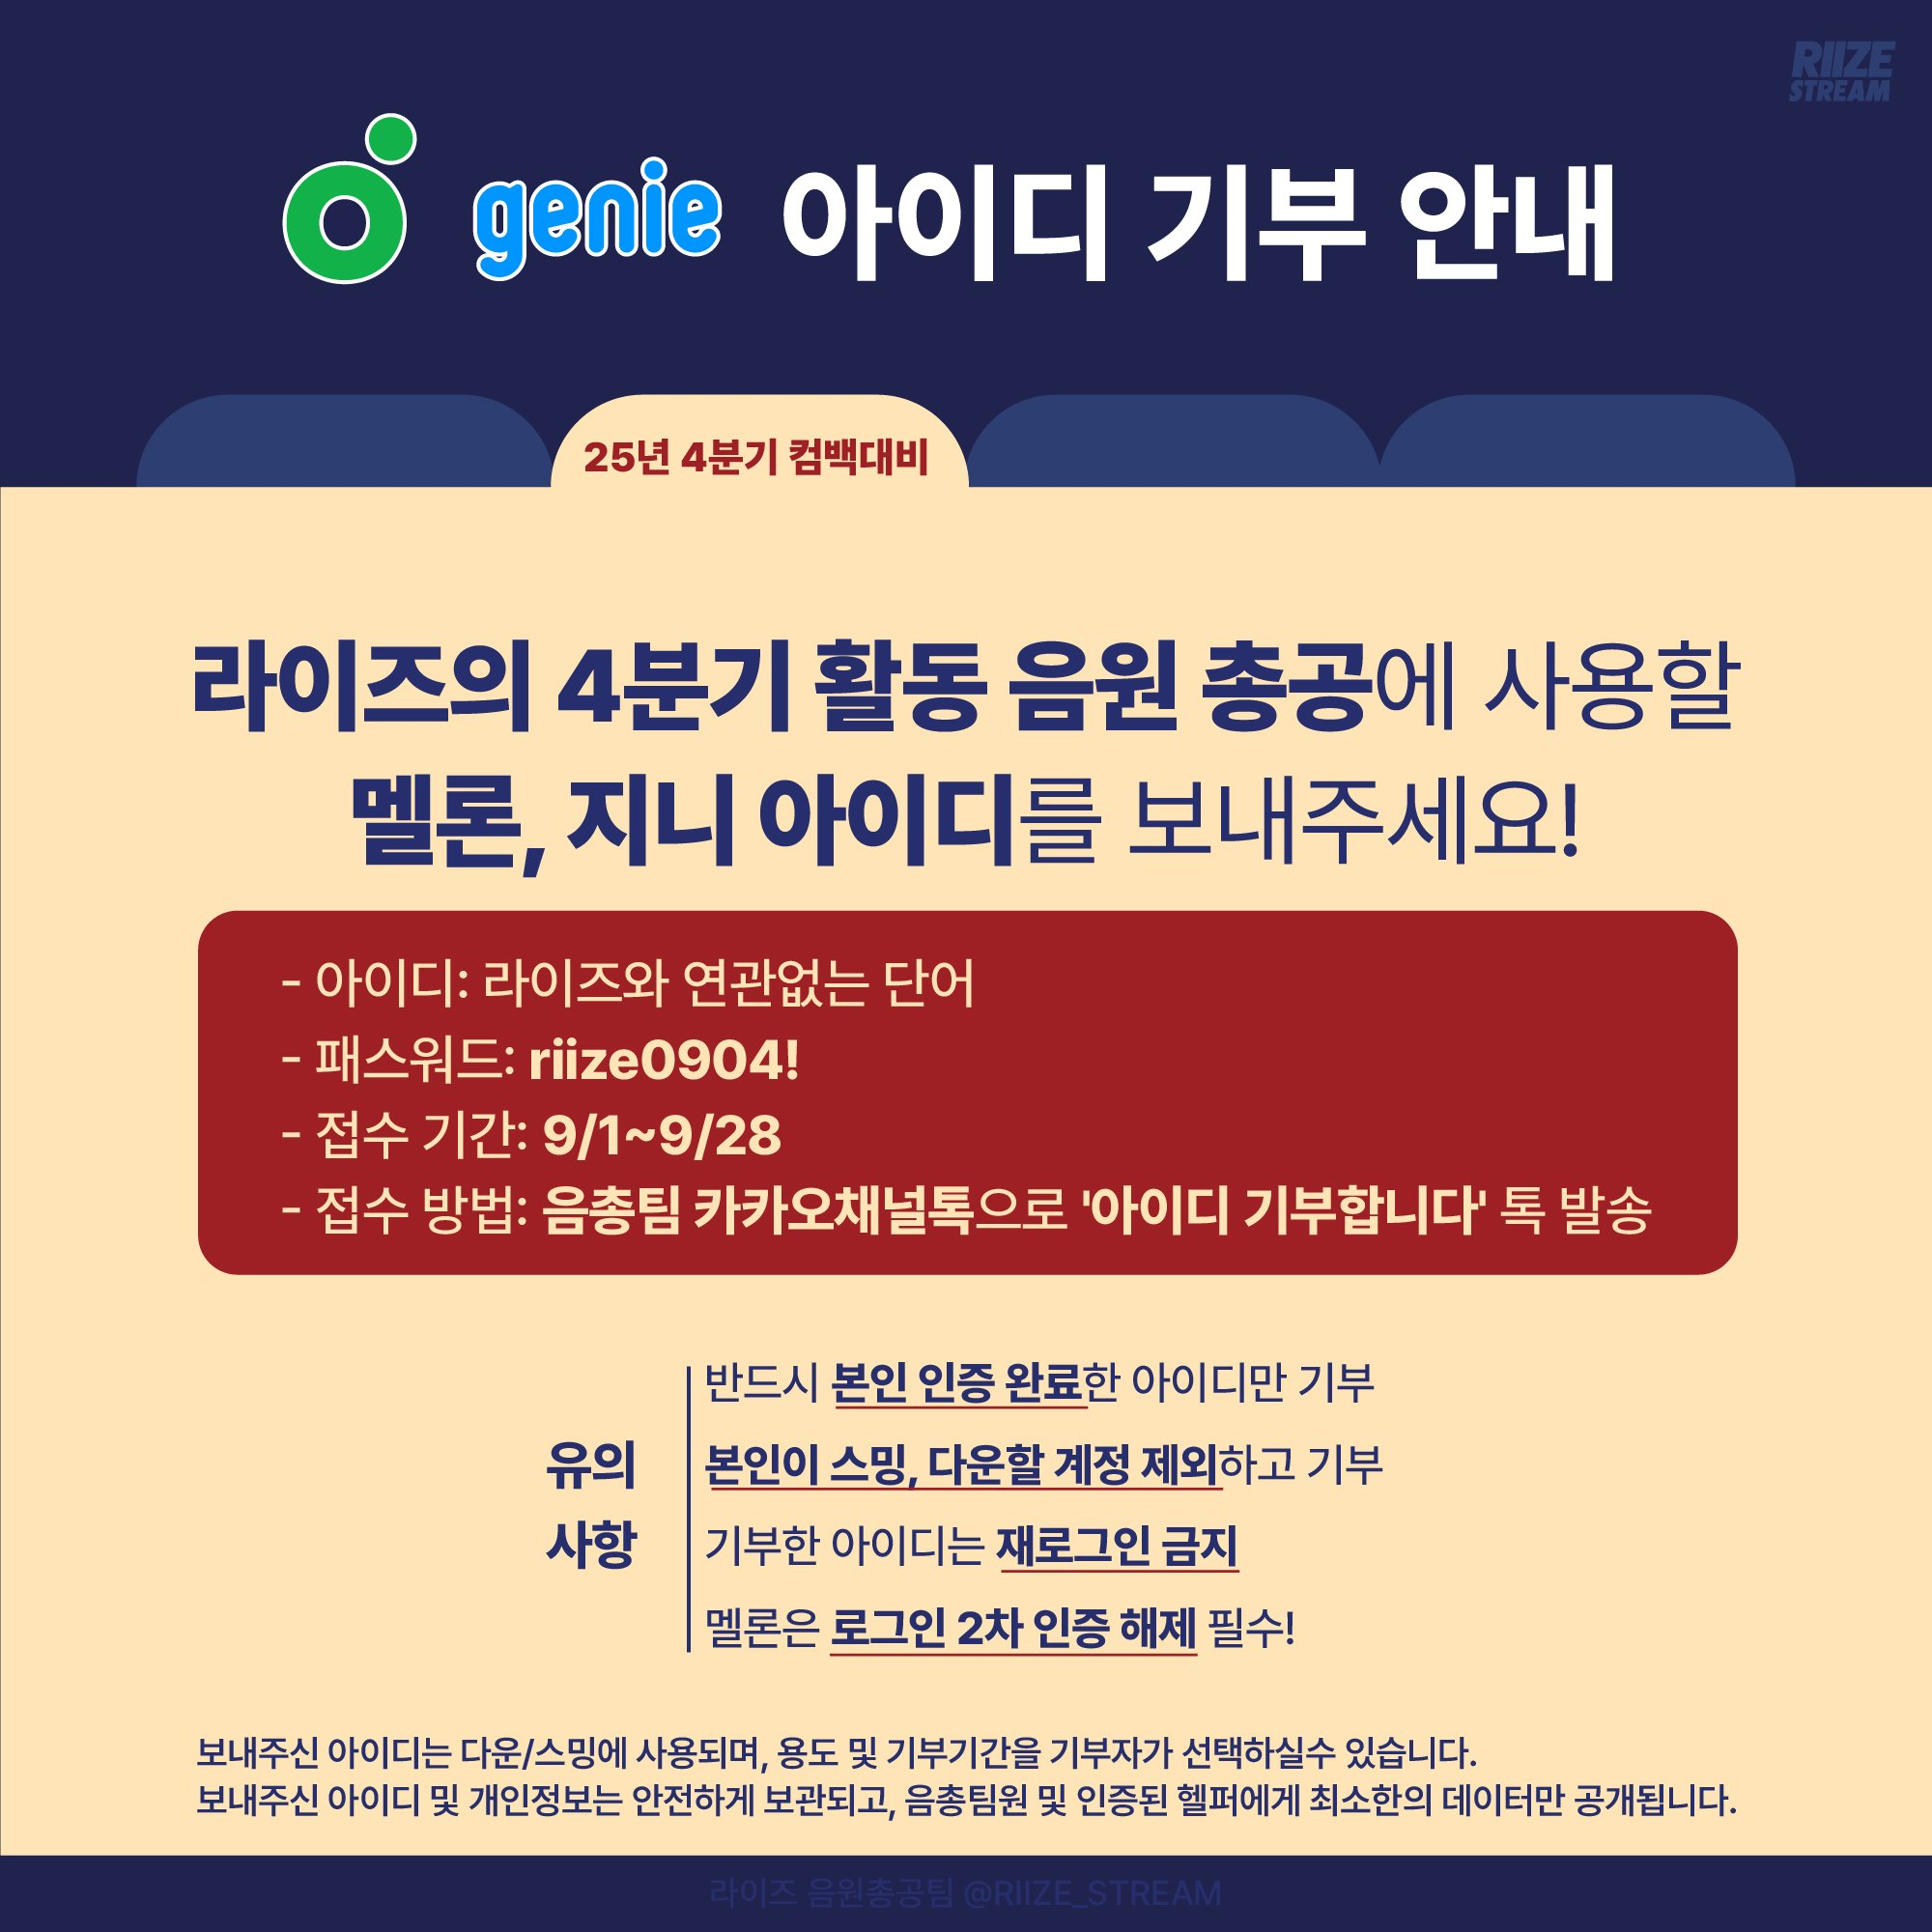 RIIZE
STREAM
genie 아이디 기부 안내
25년 4분기 컴백대비
라이즈의 4분기 활동 음원 총공에 사용할
멜론, 지니 아이디를 보내주세요!
- 아이디: 라이즈와 연관없는 단어
- 패스워드: riize0904!
- 접수 기간: 9/1~9/28
- 접수 방법: 음총팀 카카오채널톡으로 '아이디 기부합니다' 톡 발송
유의
사항
반드시 본인 인증 완료한 아이디만 기부
본인이 스밍, 다운할 계정 제외하고 기부
기부한 아이디는 재로그인 금지
멜론은 로그인 2차 인증 해제 필수!
보내주신 아이디는 다운/스밍에 사용되며, 용도 및 기부기간을 기부자가 선택하실수 있습니다.
보내주신 아이디 및 개인정보는 안전하게 보관되고, 음총팀원 및 인증된 헬퍼에게 최소한의 데이터만 공개됩니다.
라이즈 음원총공팀 @RIIZE_STREAM